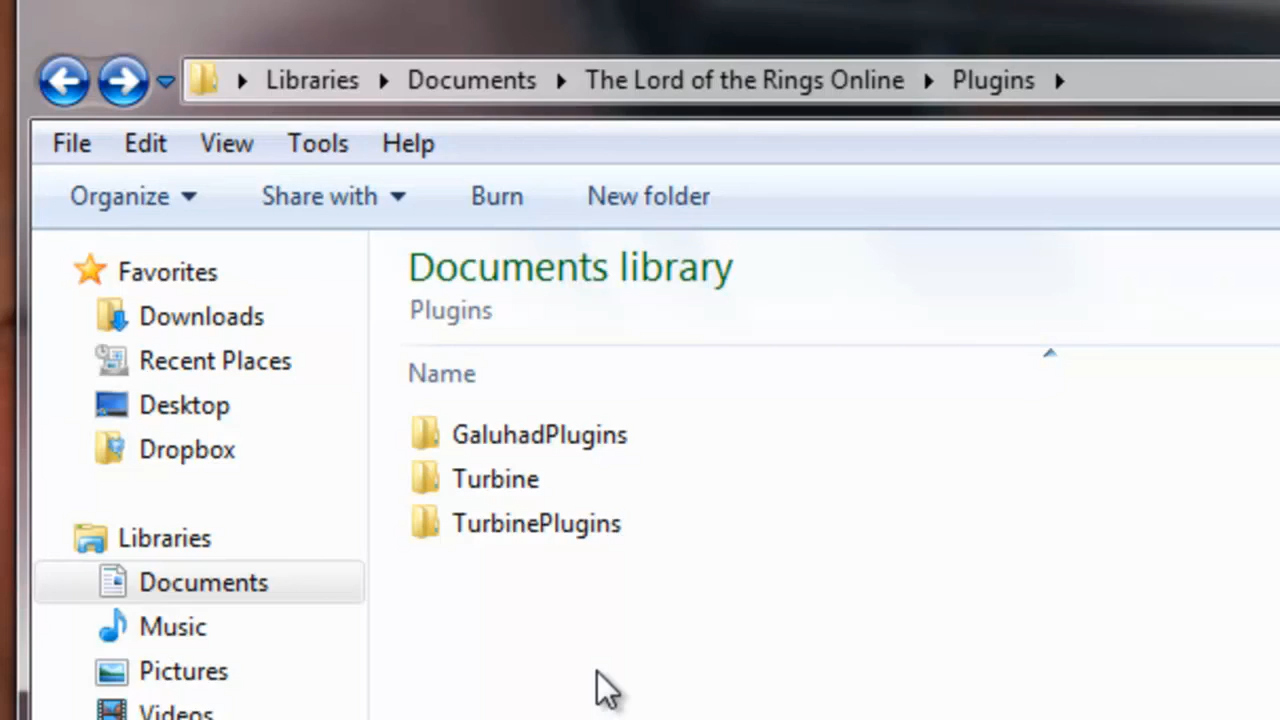 Libraries Documents The Lord of the Rings Online Plugins
File Edit View Tools Help
Organize Share with Burn New folder
Favorites
Downloads
Recent Places
Desktop
Dropbox
Libraries
Documents
Music
Pictures
Videos
Documents library
Plugins
Name
GaluhadPlugins
Turbine
TurbinePlugins